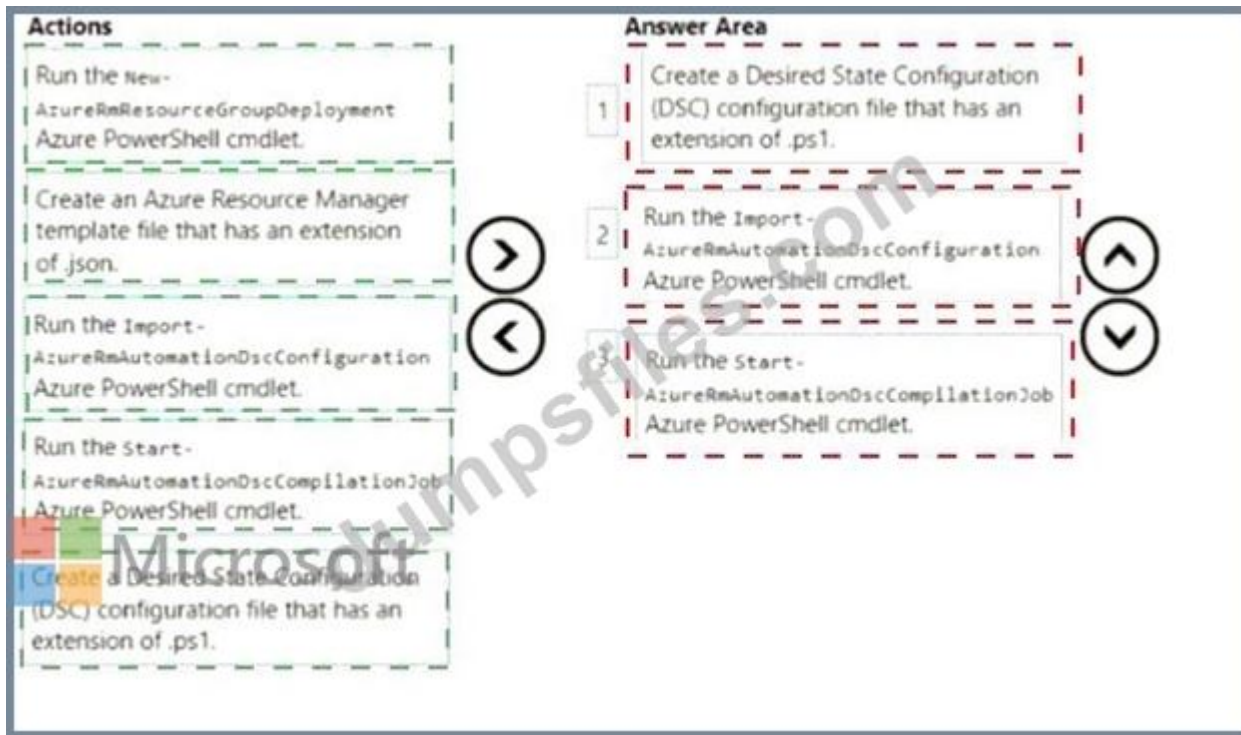 Actions
Run the New-
AzureRmResourceGroupDeployment
Azure PowerShell cmdlet.
Create an Azure Resource Manager
template file that has an extension
of .json.
Run the Import-
AzureRmAutomationDscConfiguration
Azure PowerShell cmdlet.
Run the Start-
AzureRmAutomationDscCompilationJob
Azure PowerShell cmdlet.
Create a Desired State Configuration
(DSC) configuration file that has an
extension of .ps1.
Answer Area
1
Create a Desired State Configuration
(DSC) configuration file that has an
extension of .ps1.
2
Run the Import-
AzureRmAutomationDscConfiguration
Azure PowerShell cmdlet.
3
Run the Start-
AzureRmAutomationDscCompilationJob
Azure PowerShell cmdlet.
Microsoft
dumpsfiles.com